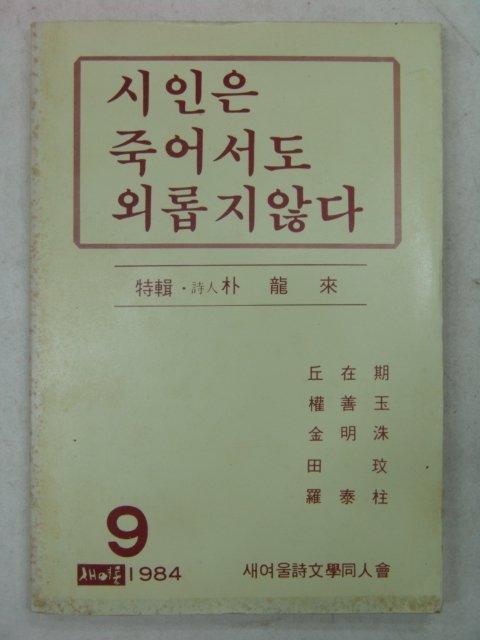 시인은
죽어서도
외롭지않다
特輯 · 詩人 朴龍來
丘在期
權善玉
金明洙
田玟
羅泰柱
9
새여울 1984
새여울詩文學同人會